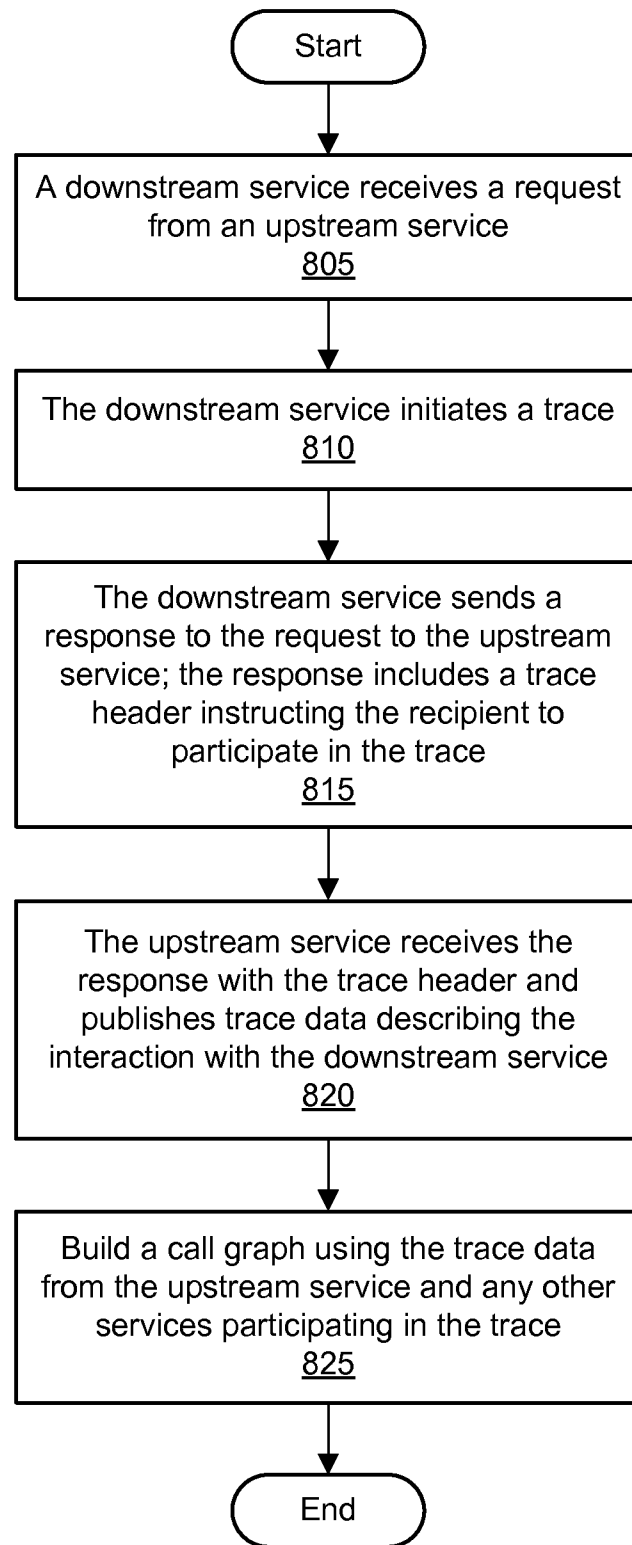 Start
A downstream service receives a request
from an upstream service
805
The downstream service initiates a trace
810
The downstream service sends a
response to the request to the upstream
service; the response includes a trace
header instructing the recipient to
participate in the trace
815
The upstream service receives the
response with the trace header and
publishes trace data describing the
interaction with the downstream service
820
Build a call graph using the trace data
from the upstream service and any other
services participating in the trace
825
End